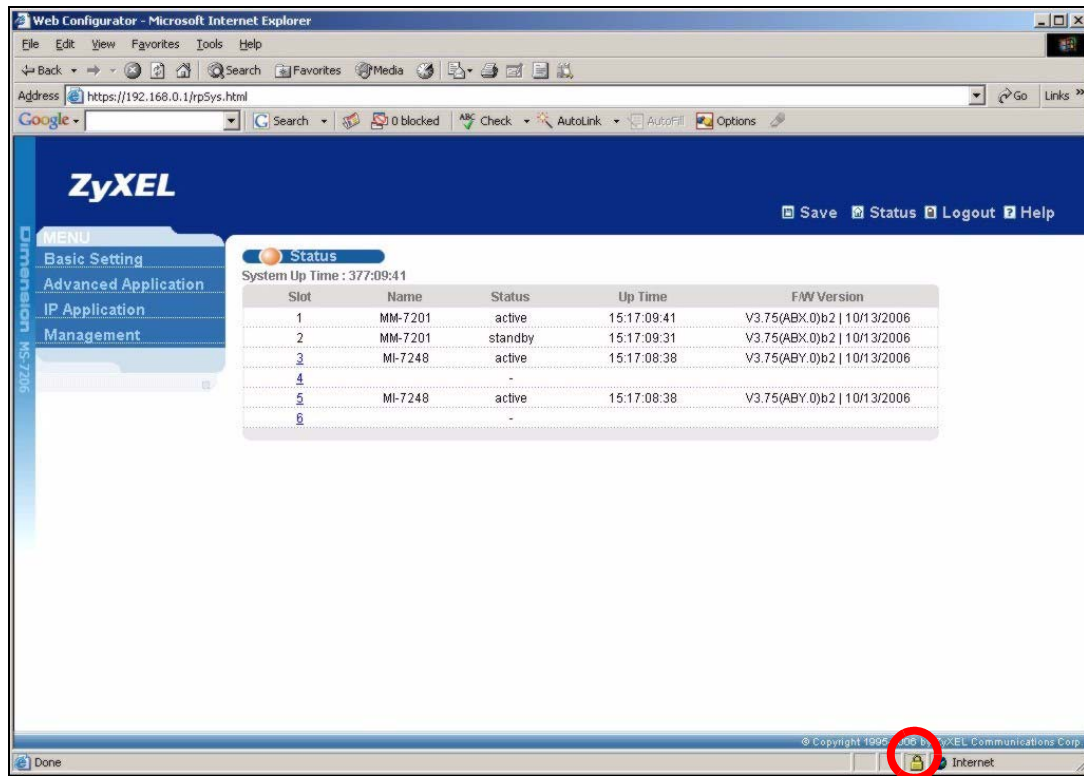 Web Configurator - Microsoft Internet Explorer
File Edit View Favorites Tools Help
Back Search Favorites Media
Address https://192.168.0.1/rpSys.html Go Links »
Google Search 0 blocked ABC Check AutoLink AutoFill Options
ZyXEL
Save Status Logout Help
MENU
Basic Setting
Advanced Application
IP Application
Management
Dimension MS-7206
Status
System Up Time : 377:09:41
Slot Name Status Up Time F/W Version
1 MM-7201 active 15:17:09:41 V3.75(ABX.0)b2 | 10/13/2006
2 MM-7201 standby 15:17:09:31 V3.75(ABX.0)b2 | 10/13/2006
3 MI-7248 active 15:17:08:38 V3.75(ABY.0)b2 | 10/13/2006
4 -
5 MI-7248 active 15:17:08:38 V3.75(ABY.0)b2 | 10/13/2006
6 -
© Copyright 1995 by ZyXEL Communications Corp.
Done Internet